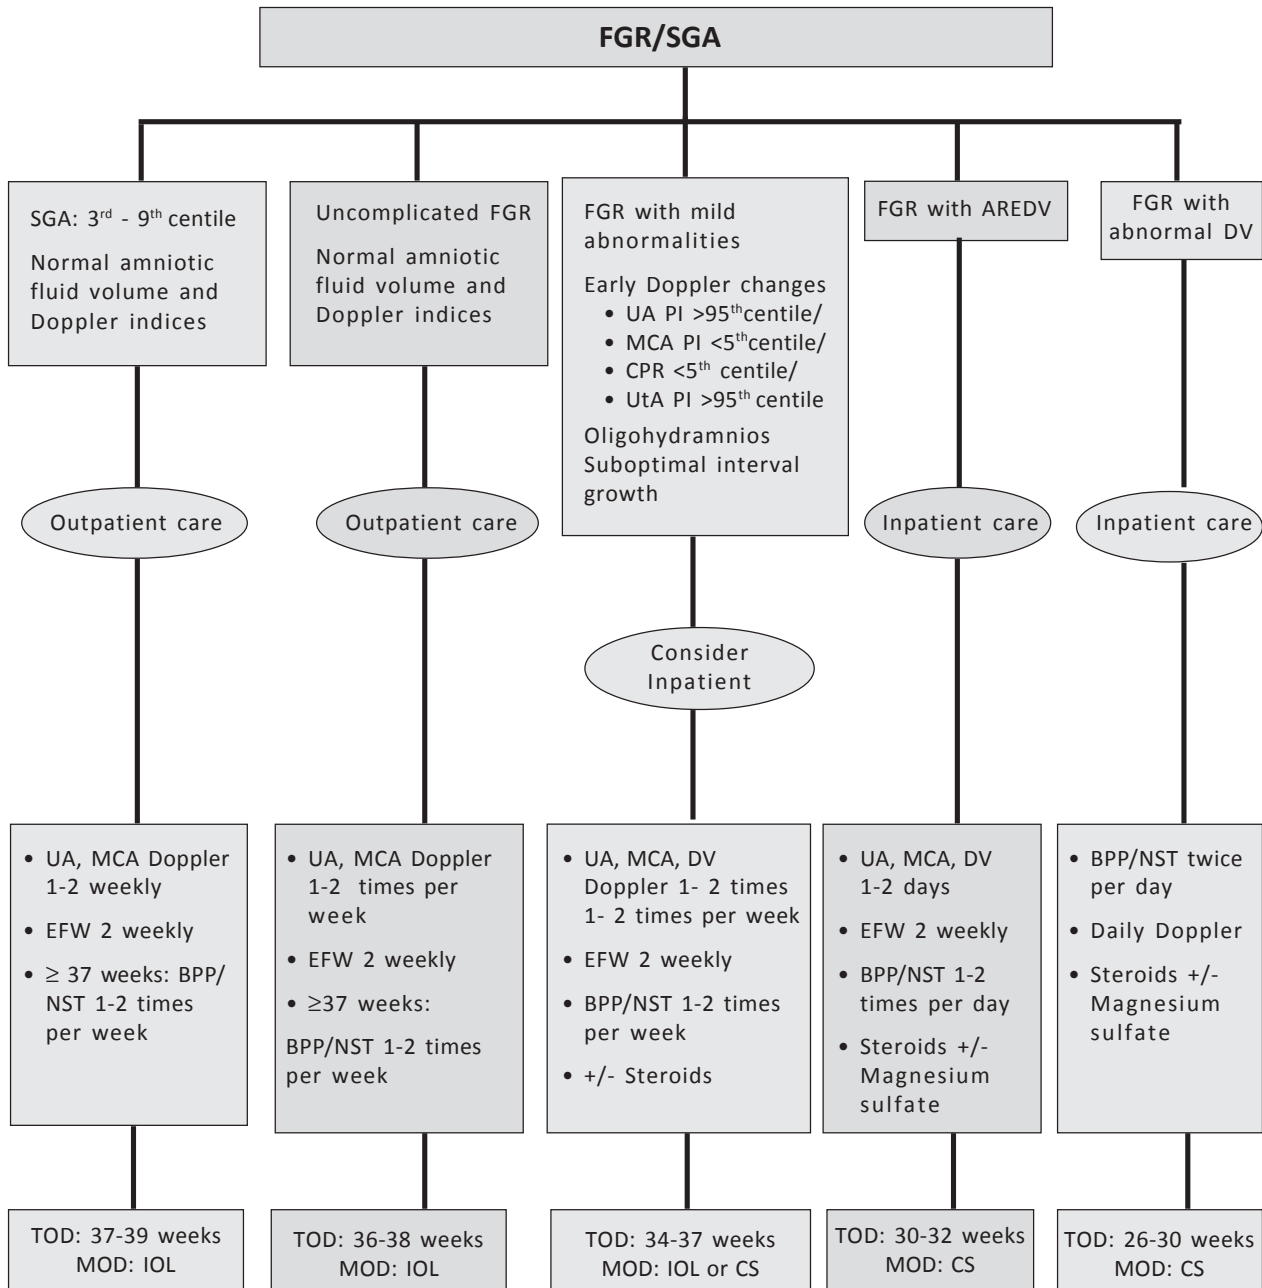 FGR/SGA
SGA: 3rd - 9th centile
Normal amniotic
fluid volume and
Doppler indices
Outpatient care
• UA, MCA Doppler
1-2 weekly
• EFW 2 weekly
• ≥ 37 weeks: BPP/
NST 1-2 times
per week
TOD: 37-39 weeks
MOD: IOL
Uncomplicated FGR
Normal amniotic
fluid volume and
Doppler indices
Outpatient care
• UA, MCA Doppler
1-2 times per
week
• EFW 2 weekly
• ≥37 weeks:
BPP/NST 1-2 times
per week
TOD: 36-38 weeks
MOD: IOL
FGR with mild
abnormalities
Early Doppler changes
• UA PI >95th centile/
• MCA PI <5th centile/
• CPR <5th centile/
• UtA PI >95th centile
Oligohydramnios
Suboptimal interval
growth
Consider
Inpatient
• UA, MCA, DV
Doppler 1- 2 times
1- 2 times per week
• EFW 2 weekly
• BPP/NST 1-2 times
per week
• +/- Steroids
TOD: 34-37 weeks
MOD: IOL or CS
FGR with AREDV
Inpatient care
• UA, MCA, DV
1-2 days
• EFW 2 weekly
• BPP/NST 1-2
times per day
• Steroids +/-
Magnesium
sulfate
TOD: 30-32 weeks
MOD: CS
FGR with
abnormal DV
Inpatient care
• BPP/NST twice
per day
• Daily Doppler
• Steroids +/-
Magnesium
sulfate
TOD: 26-30 weeks
MOD: CS